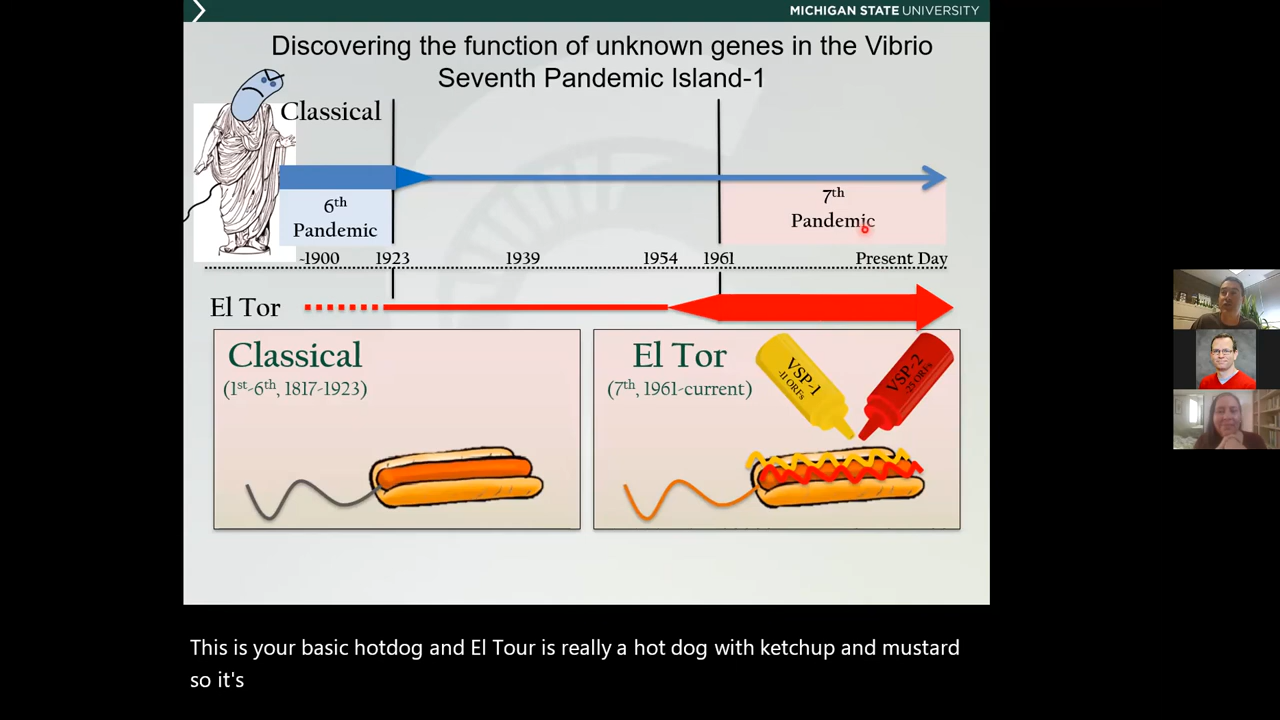 MICHIGAN STATE UNIVERSITY
Discovering the function of unknown genes in the Vibrio
Seventh Pandemic Island-1
Classical
6th
Pandemic
7th
Pandemic
~1900
1923
1939
1954
1961
Present Day
El Tor
Classical
(1st-6th, 1817-1923)
El Tor
(7th, 1961-current)
VSP-1
~11 ORFs
VSP-2
This is your basic hotdog and El Tour is really a hot dog with ketchup and mustard
so it's